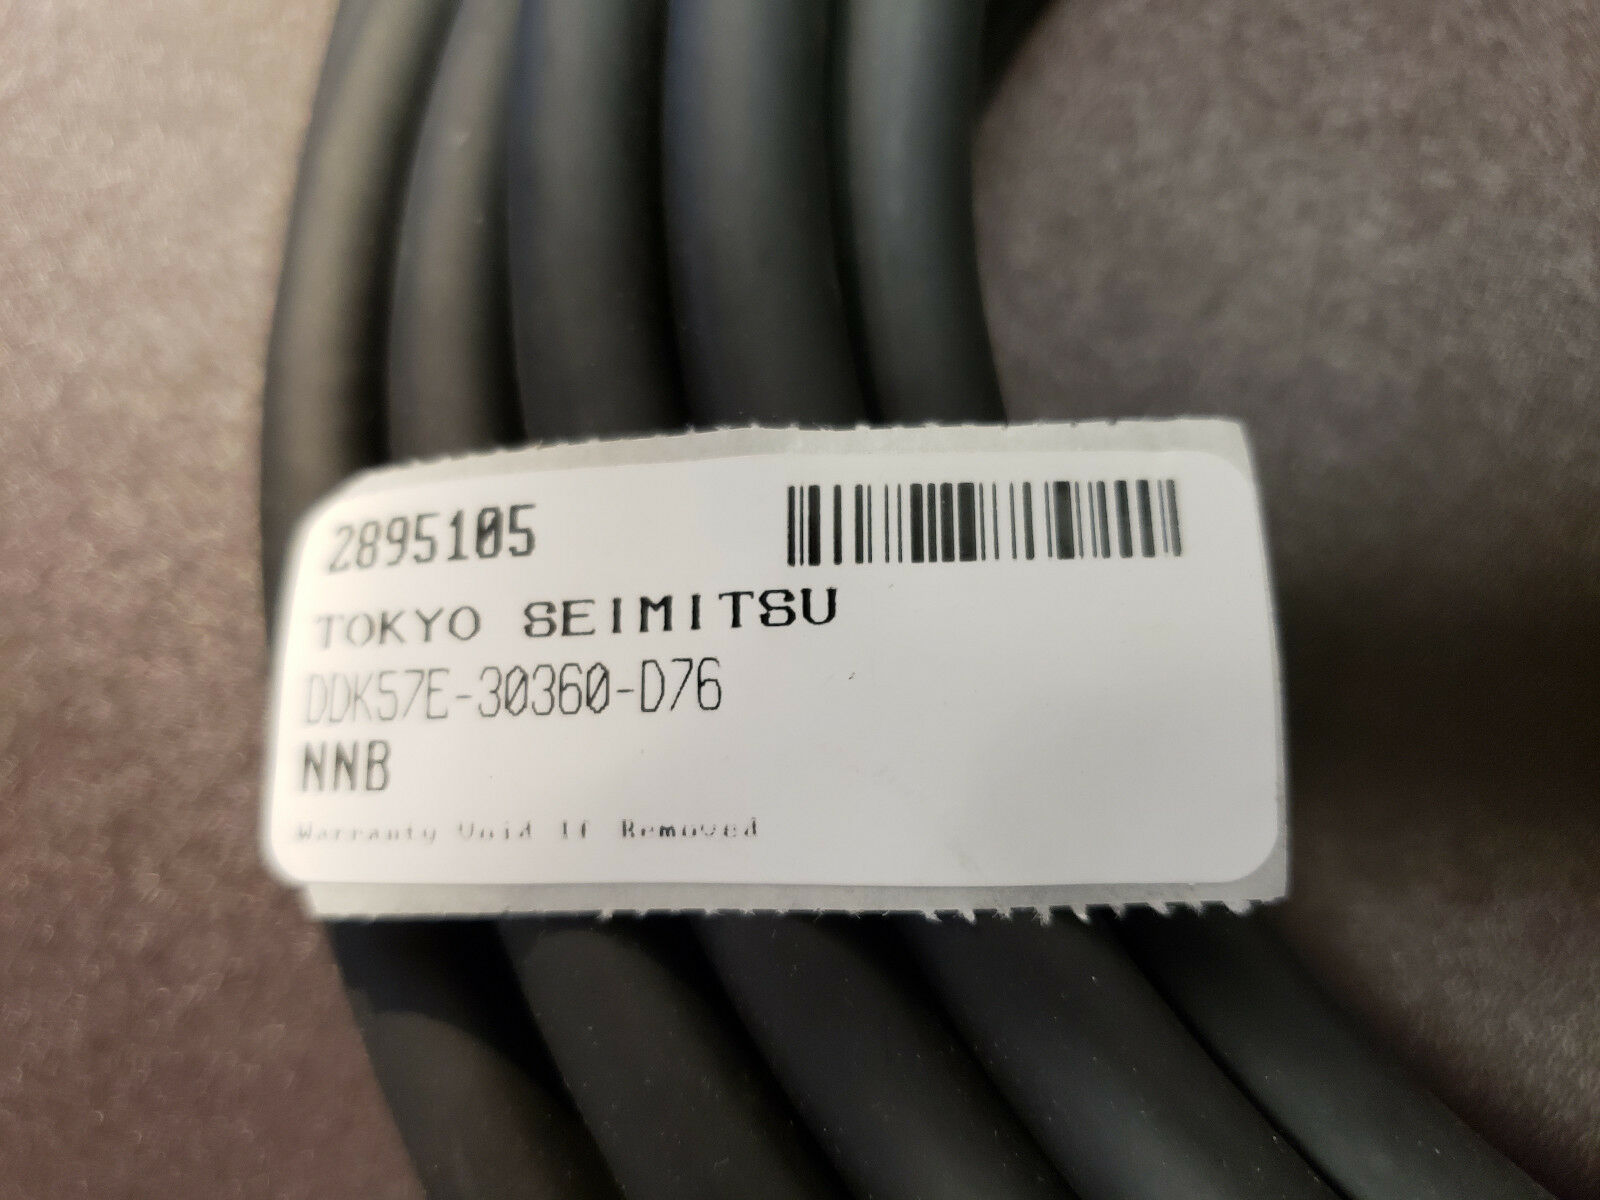 2895105
TOKYO SEIMITSU
DDK57E-30360-D76
NNB
Warranty Void If Removed